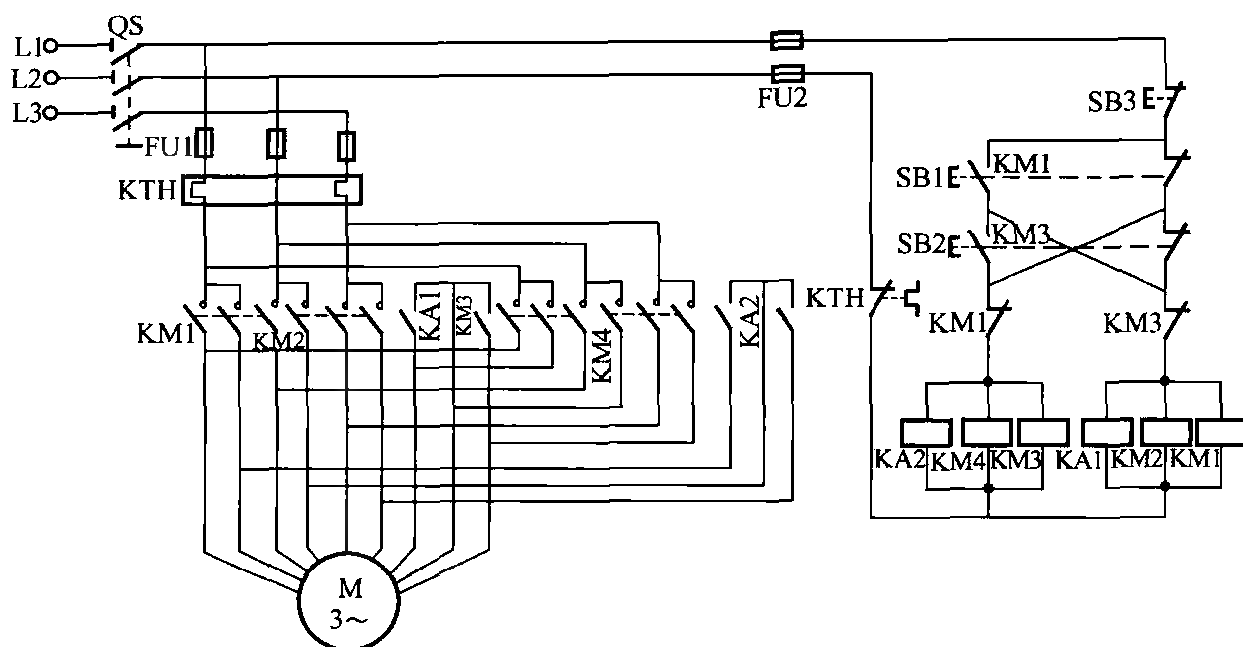 QS
L1
L2
L3
FU2
SB3
FU1
KTH
SB1
KM1
SB2
KM3
KTH
KM1
KM2
KA1
KM3
KM4
KA2
KM1
KM3
KA2
KM4
KM3
KA1
KM2
KM1
M
3～